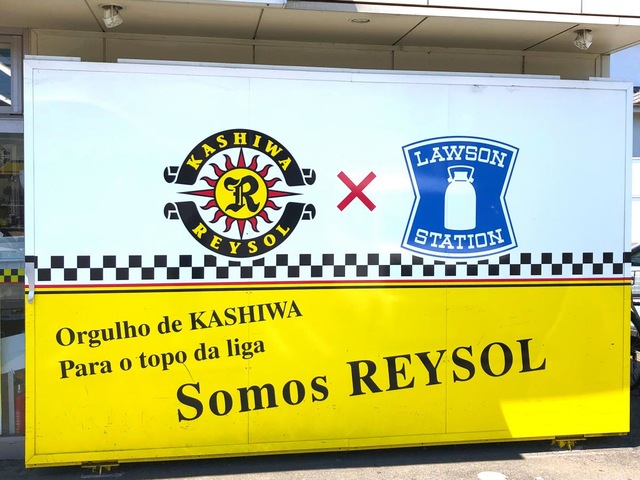 KASHIWA
R
REYSOL
×
LAWSON
STATION
Orgulho de KASHIWA
Para o topo da liga
Somos REYSOL